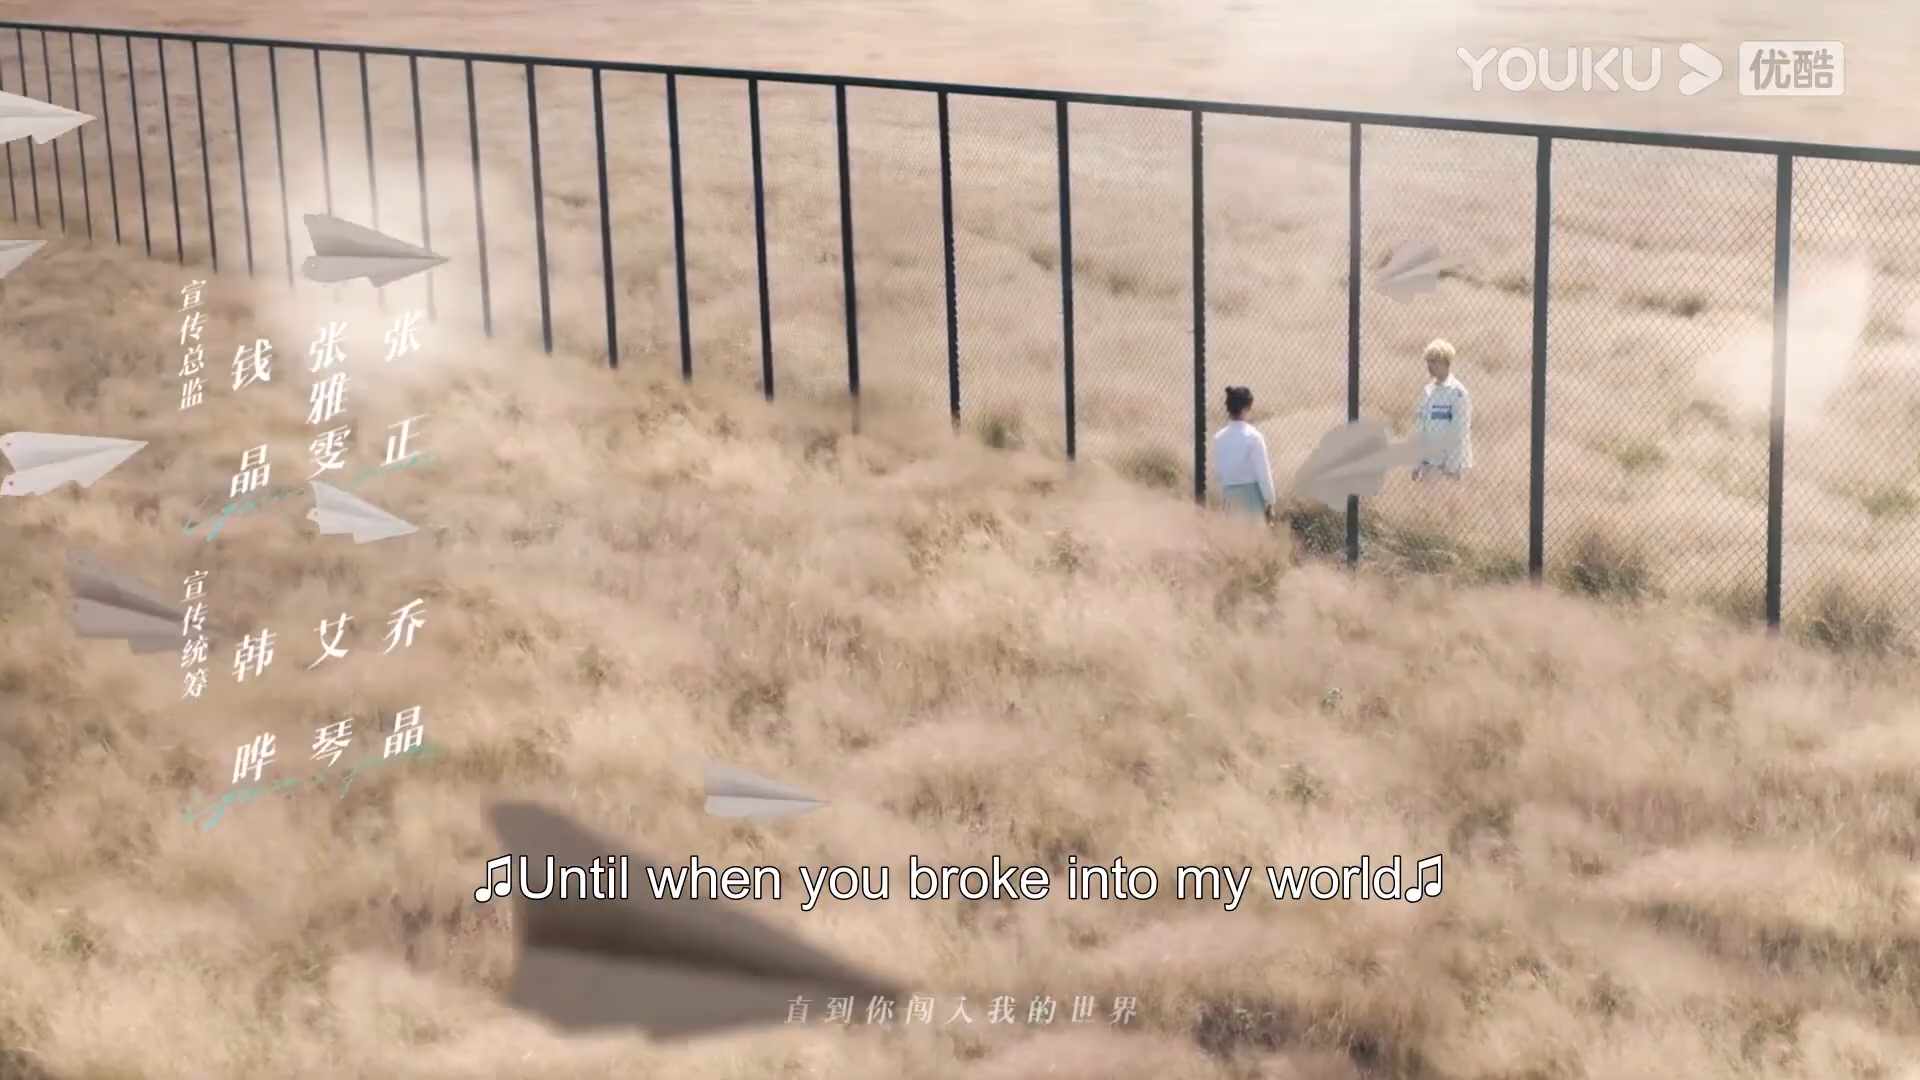 YOUKU 优酷
宣传总监
钱晶
张雅雯
张正
宣传统筹
韩晔
艾琴
乔晶
♫Until when you broke into my world♫
直到你闯入我的世界